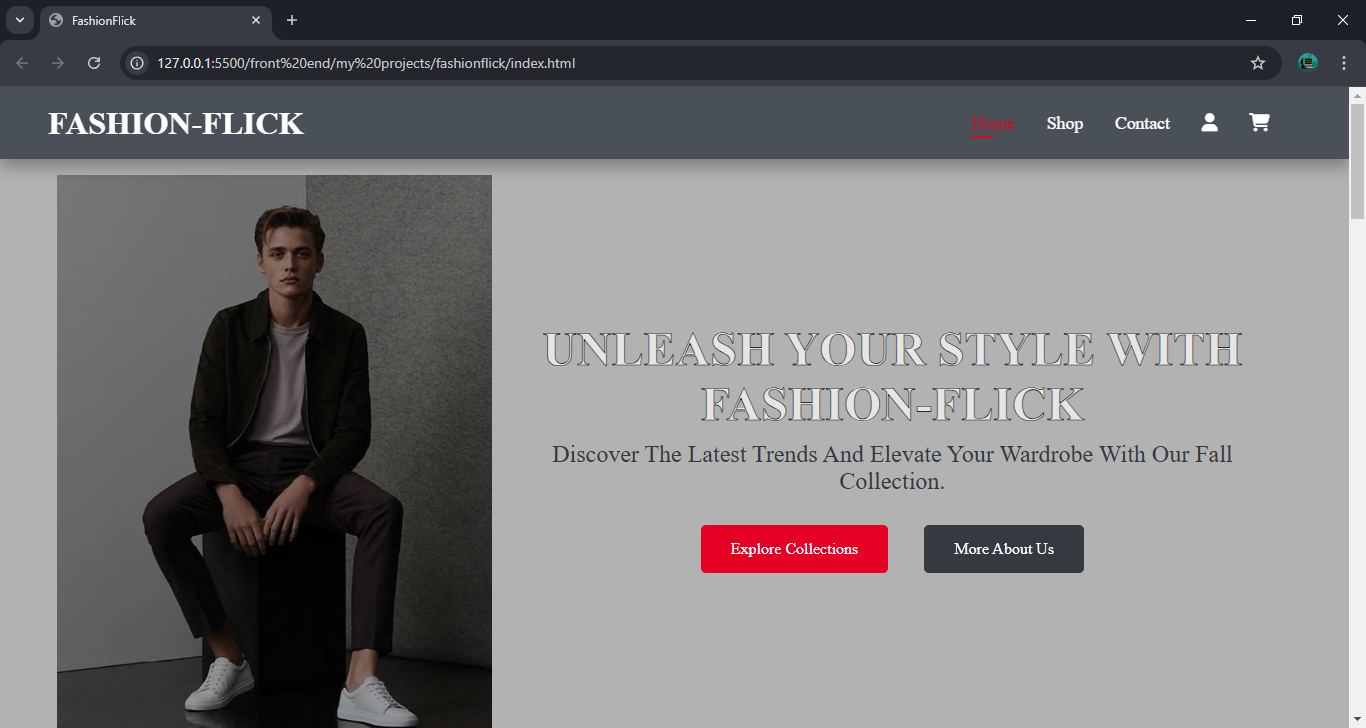 FashionFlick
127.0.0.1:5500/front%20end/my%20projects/fashionflick/index.html
FASHION-FLICK
Home Shop Contact
UNLEASH YOUR STYLE WITH
FASHION-FLICK
Discover The Latest Trends And Elevate Your Wardrobe With Our Fall
Collection.
Explore Collections More About Us